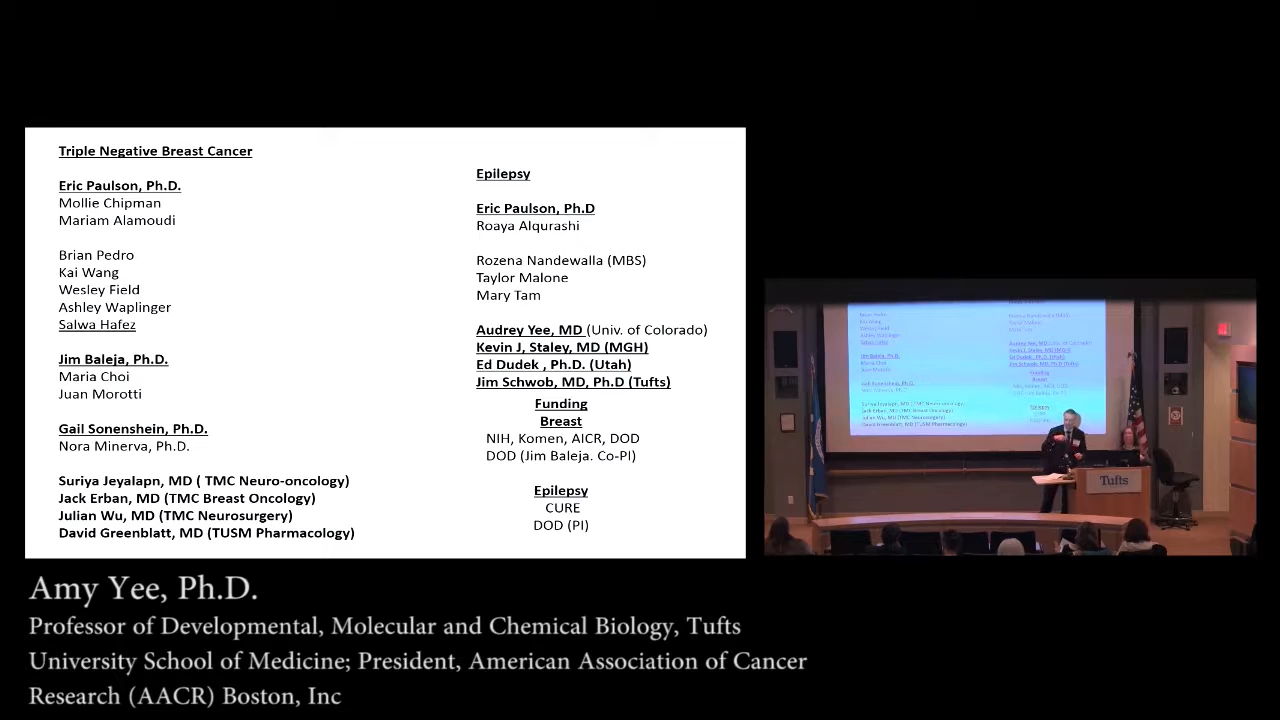 Triple Negative Breast Cancer
Eric Paulson, Ph.D.
Mollie Chipman
Mariam Alamoudi
Brian Pedro
Kai Wang
Wesley Field
Ashley Waplinger
Salwa Hafez
Jim Baleja, Ph.D.
Maria Choi
Juan Morotti
Gail Sonenshein, Ph.D.
Nora Minerva, Ph.D.
Suriya Jeyalapn, MD ( TMC Neuro-oncology)
Jack Erban, MD (TMC Breast Oncology)
Julian Wu, MD (TMC Neurosurgery)
David Greenblatt, MD (TUSM Pharmacology)
Epilepsy
Eric Paulson, Ph.D
Roaya Alqurashi
Rozena Nandewalla (MBS)
Taylor Malone
Mary Tam
Audrey Yee, MD (Univ. of Colorado)
Kevin J, Staley, MD (MGH)
Ed Dudek , Ph.D. (Utah)
Jim Schwob, MD, Ph.D (Tufts)
Funding
Breast
NIH, Komen, AICR, DOD
DOD (Jim Baleja. Co-PI)
Epilepsy
CURE
DOD (PI)
Tufts
Amy Yee, Ph.D.
Professor of Developmental, Molecular and Chemical Biology, Tufts
University School of Medicine; President, American Association of Cancer
Research (AACR) Boston, Inc